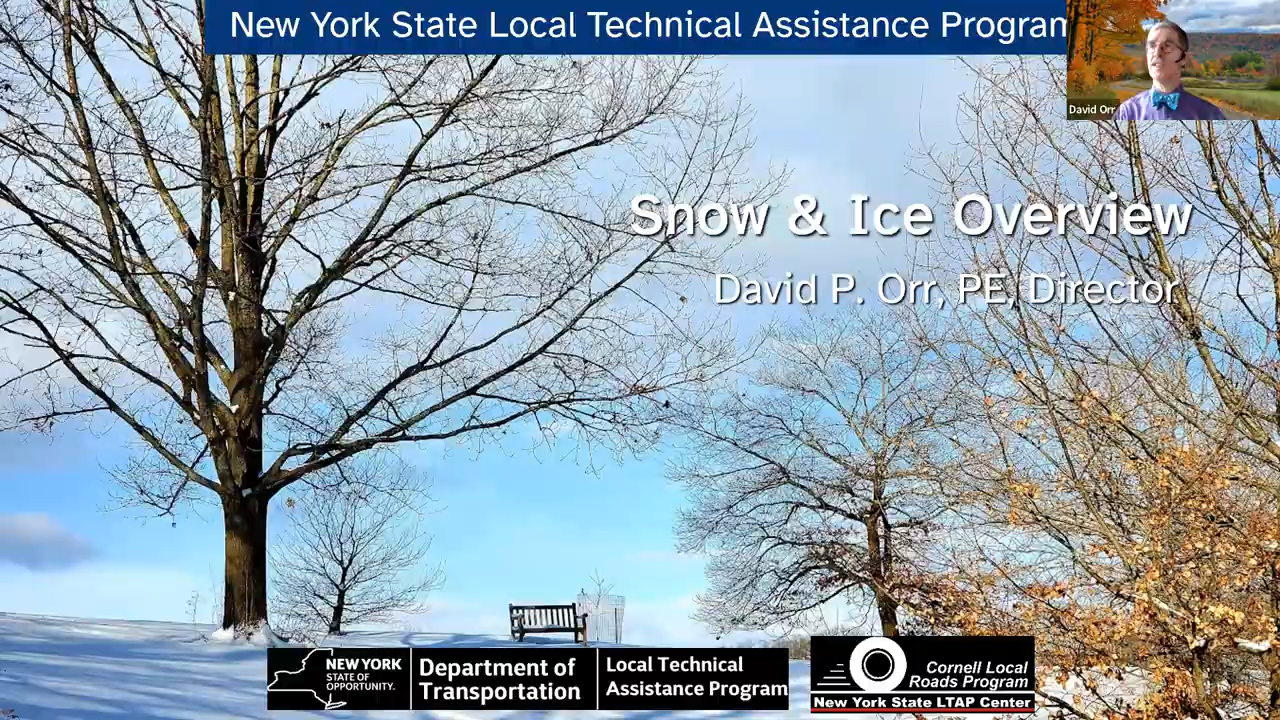 New York State Local Technical Assistance Program
David Orr
Snow & Ice Overview
David P. Orr, PE, Director
NEW YORK
STATE OF
OPPORTUNITY.
Department of
Transportation
Local Technical
Assistance Program
Cornell Local
Roads Program
New York State LTAP Center